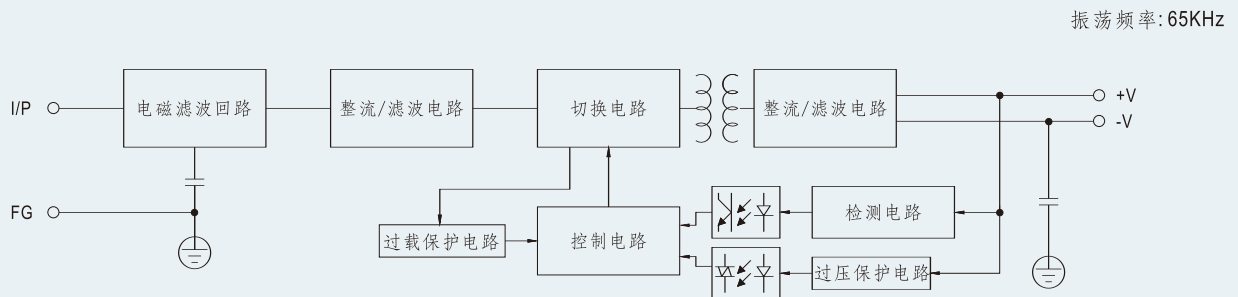 振荡频率: 65KHz
I/P
电磁滤波回路
整流/滤波电路
切换电路
整流/滤波电路
+V
-V
FG
过载保护电路
控制电路
检测电路
过压保护电路